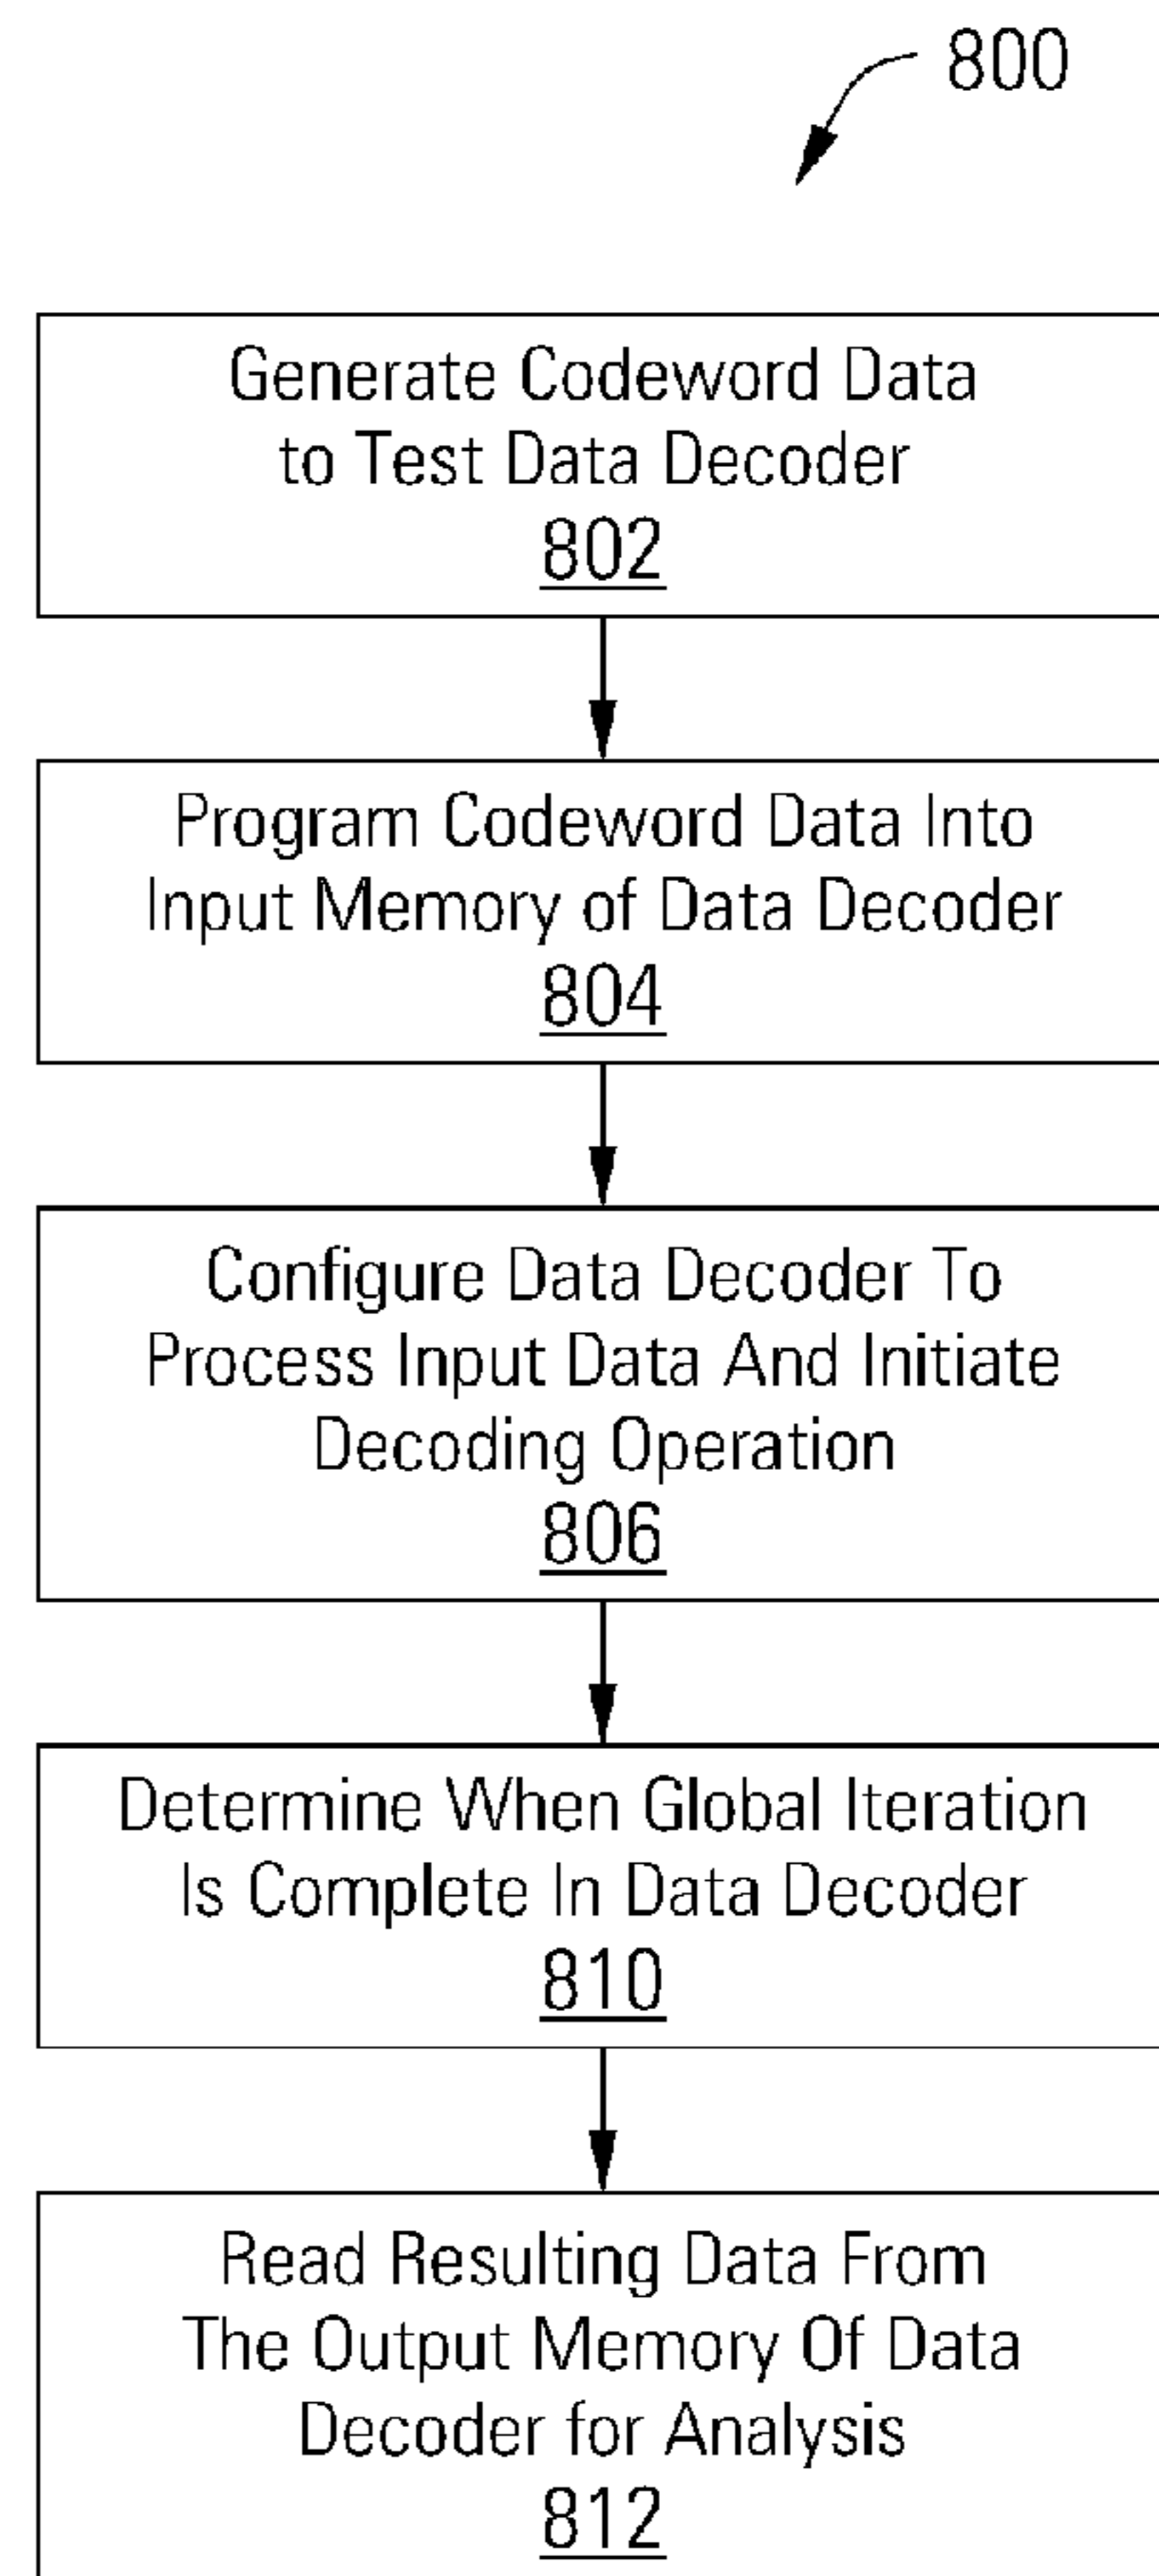 800
Generate Codeword Data
to Test Data Decoder
802
Program Codeword Data Into
Input Memory of Data Decoder
804
Configure Data Decoder To
Process Input Data And Initiate
Decoding Operation
806
Determine When Global Iteration
Is Complete In Data Decoder
810
Read Resulting Data From
The Output Memory Of Data
Decoder for Analysis
812